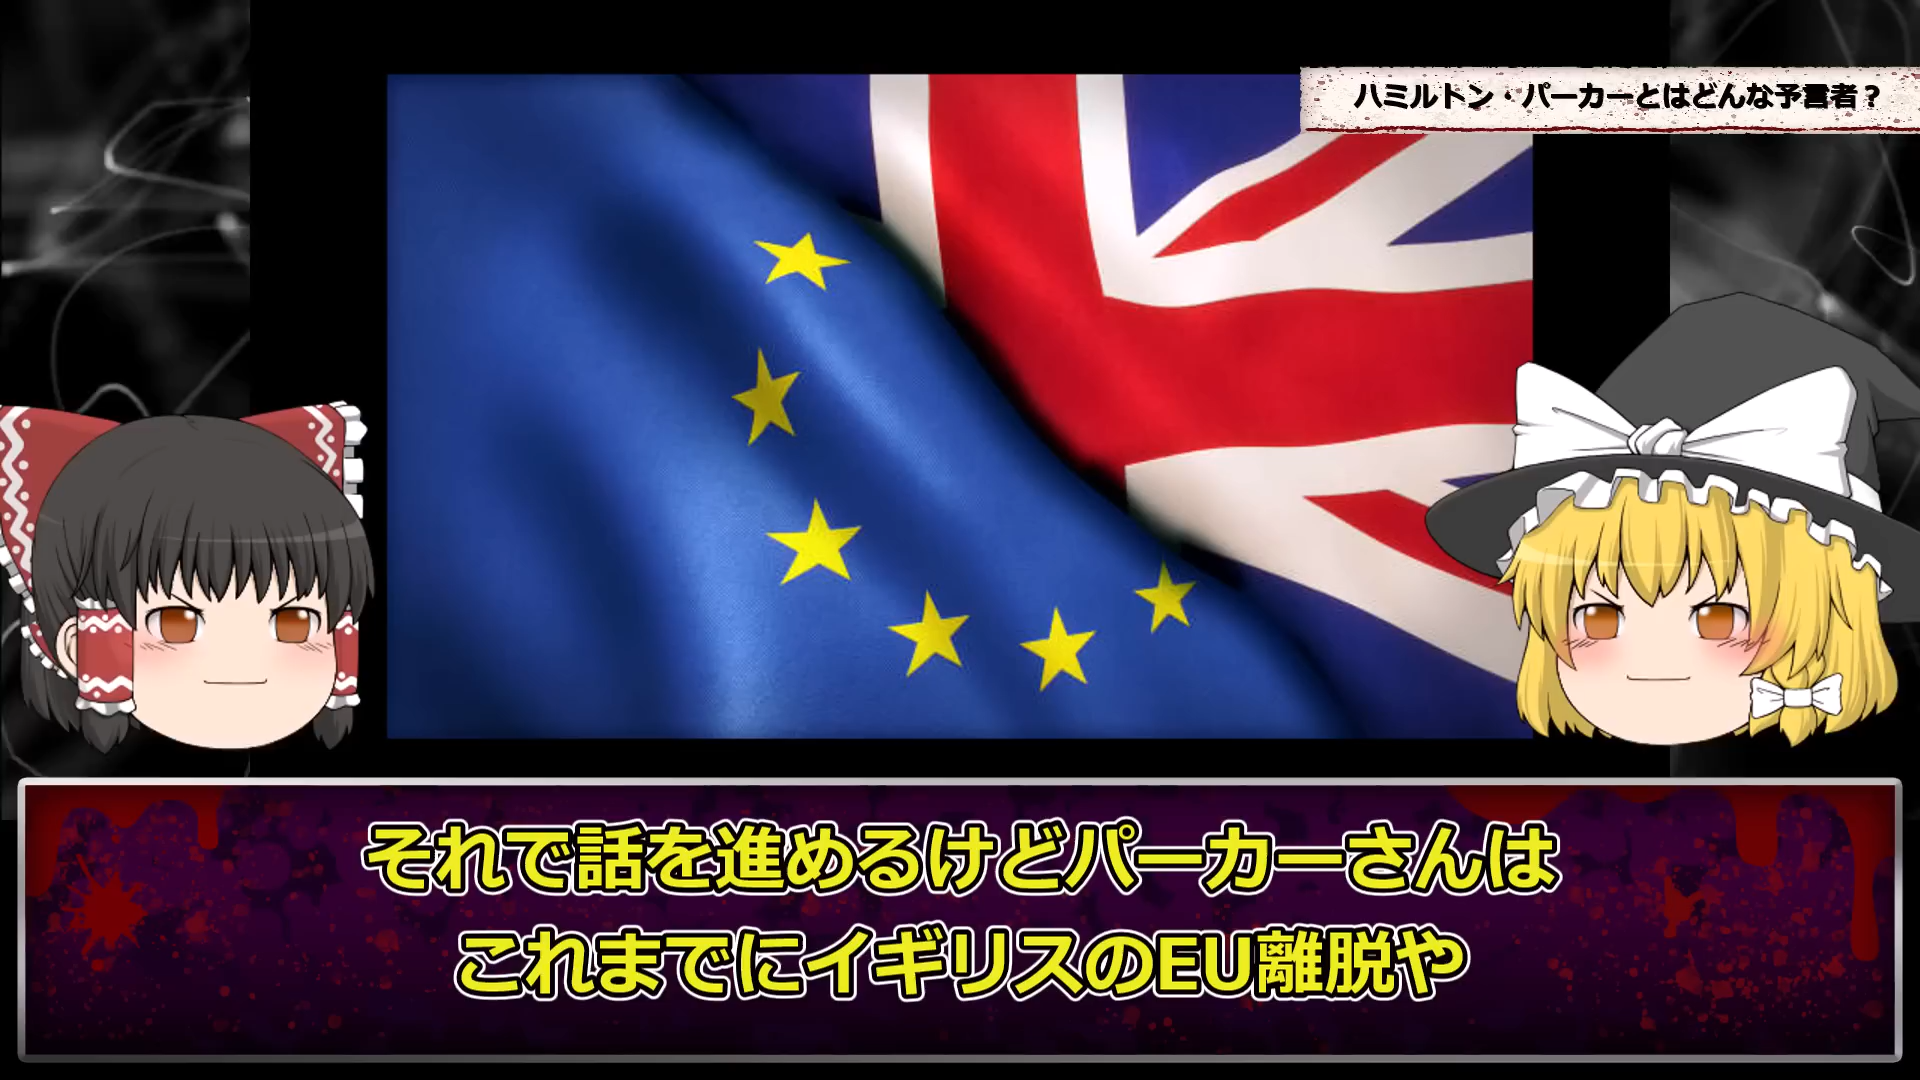 ハミルトン・パーカーとはどんな予言者？
それで話を進めるけどパーカーさんは
これまでにイギリスのEU離脱や